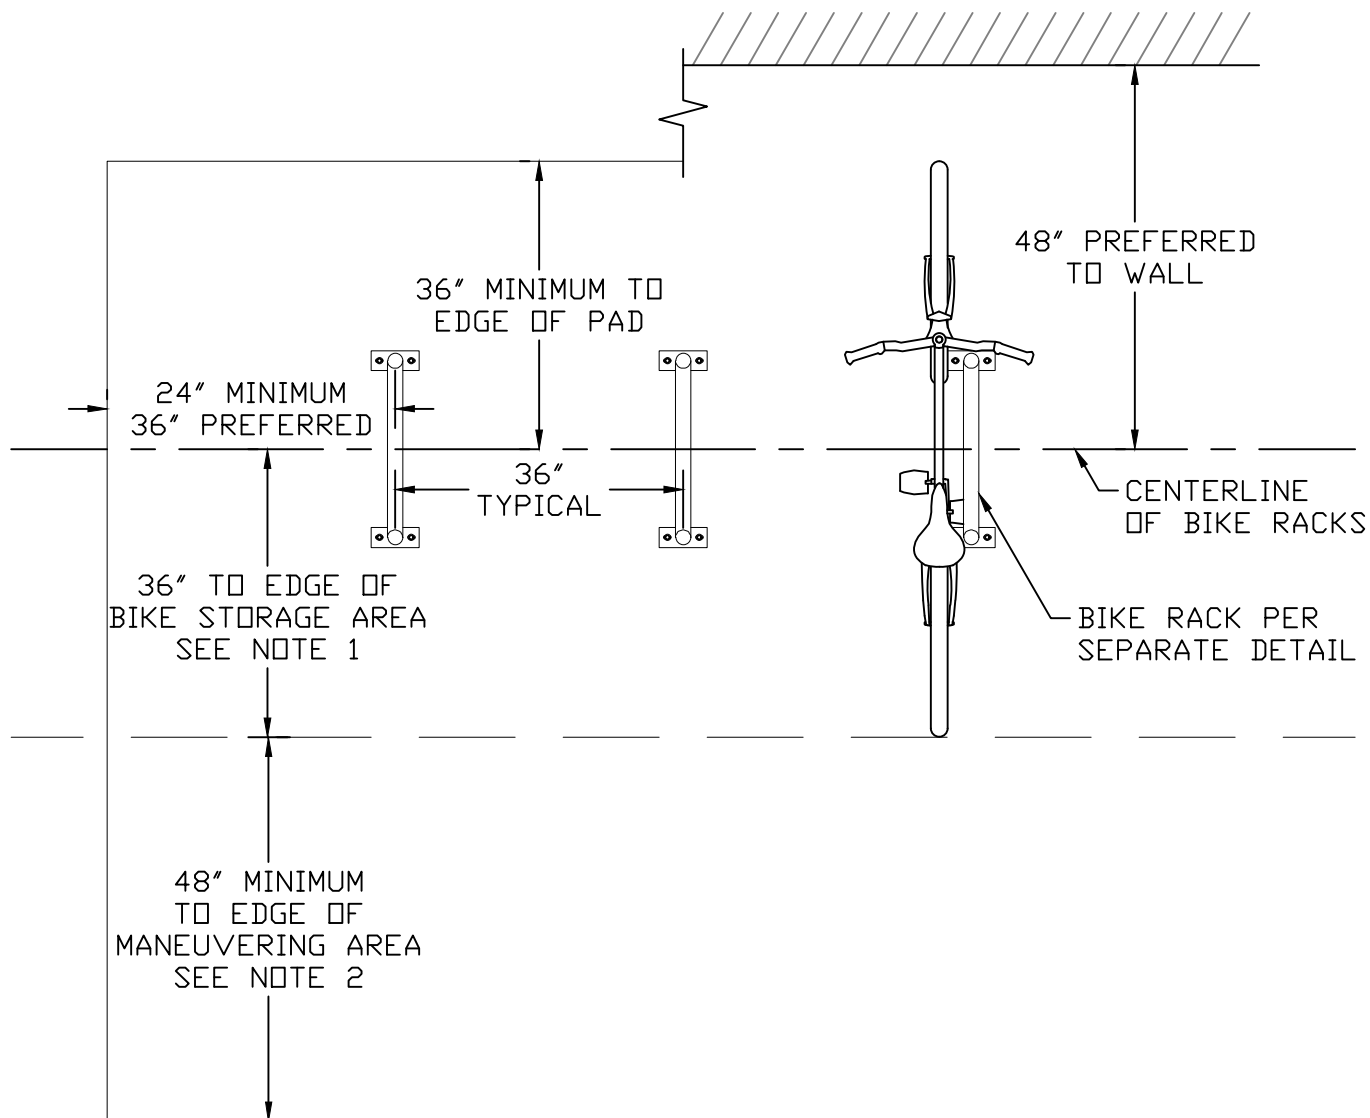 48″ PREFERRED
TO WALL
36″ MINIMUM TO
EDGE OF PAD
24″ MINIMUM
36″ PREFERRED
36″
TYPICAL
CENTERLINE
OF BIKE RACKS
36″ TO EDGE OF
BIKE STORAGE AREA
SEE NOTE 1
BIKE RACK PER
SEPARATE DETAIL
48″ MINIMUM
TO EDGE OF
MANEUVERING AREA
SEE NOTE 2